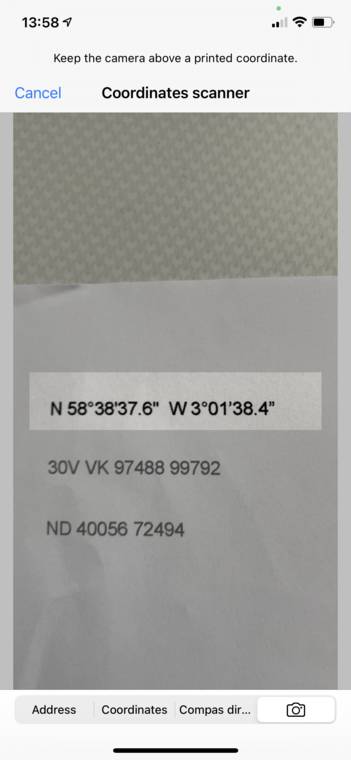 13:58
Keep the camera above a printed coordinate.
Cancel Coordinates scanner
N 58°38'37.6" W 3°01'38.4”
30V VK 97488 99792
ND 40056 72494
Address Coordinates Compas dir...